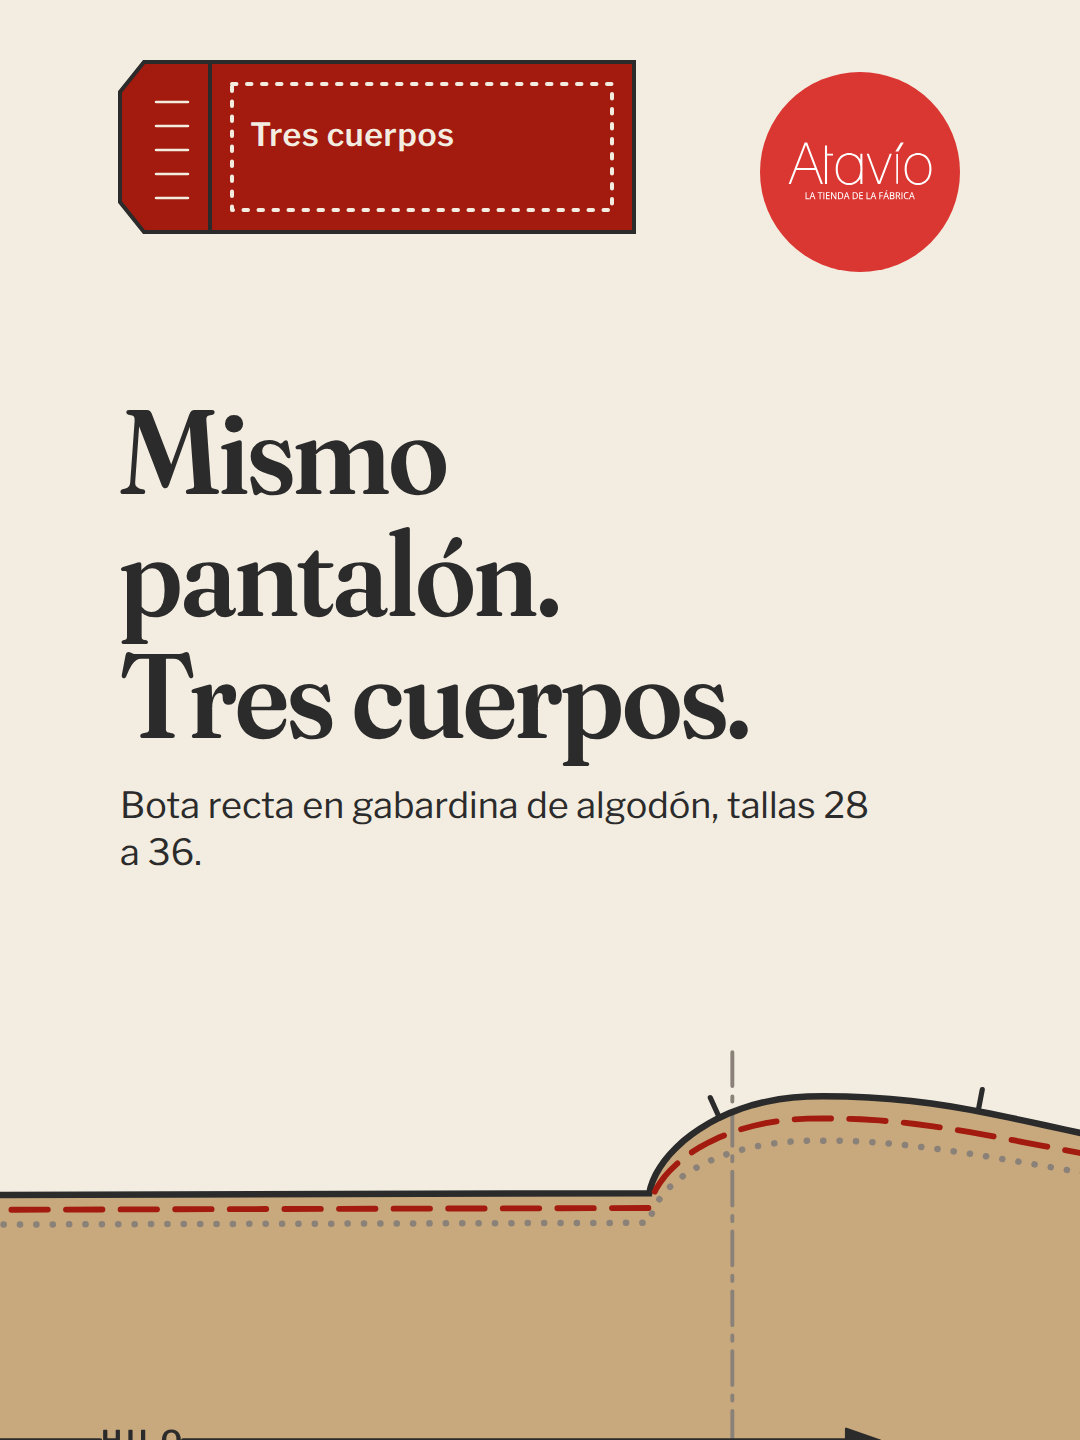 Tres cuerpos
Atavío
LA TIENDA DE LA FÁBRICA
Mismo
pantalón.
Tres cuerpos.
Bota recta en gabardina de algodón, tallas 28
a 36.
HILO